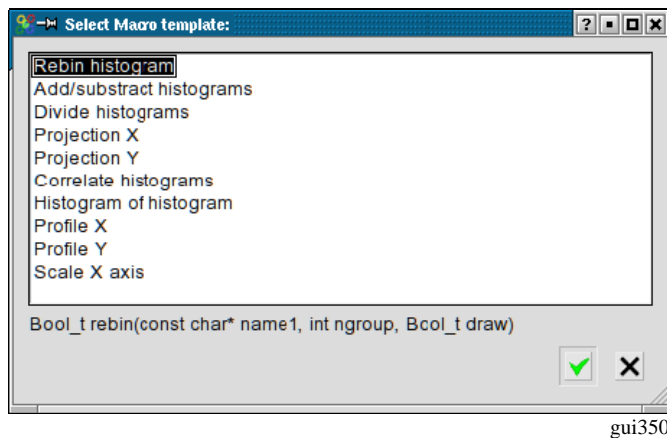 Select Macro template:
Rebin histogram
Add/substract histograms
Divide histograms
Projection X
Projection Y
Correlate histograms
Histogram of histogram
Profile X
Profile Y
Scale X axis
Bool_t rebin(const char* name1, int ngroup, Bool_t draw)
gui350